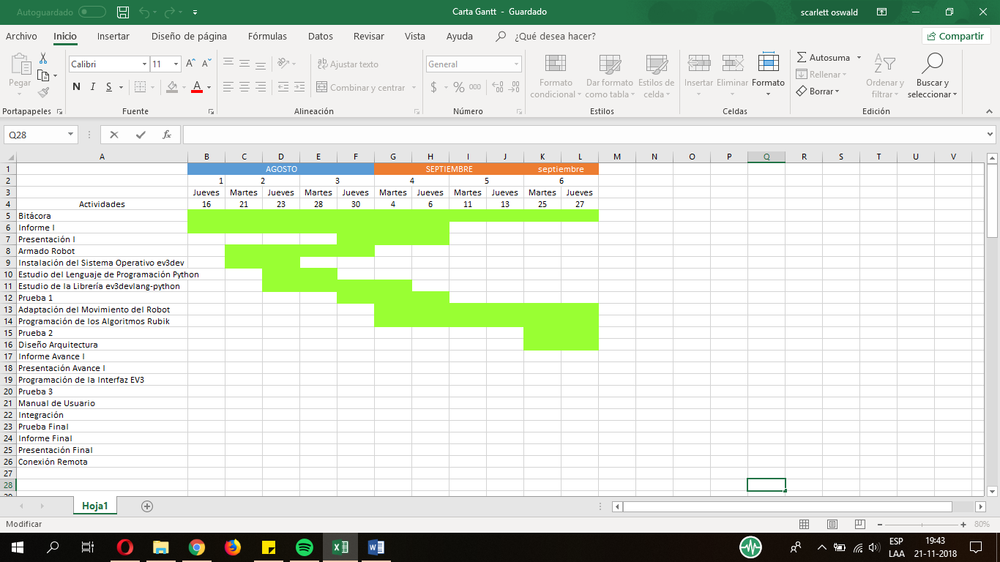 Autoguardado
Carta Gantt - Guardado
scarlett oswald
Archivo Inicio Insertar Diseño de página Fórmulas Datos Revisar Vista Ayuda ¿Qué desea hacer? Compartir
Pegar
Calibri 11
N K S
Ajustar texto
Combinar y centrar
General
$ % 000
Formato condicional
Dar formato como tabla
Estilos de celda
Insertar Eliminar Formato
Autosuma
Rellenar
Borrar
Ordenar y filtrar
Buscar y seleccionar
Portapapeles Fuente Alineación Número Estilos Celdas Edición
Q28 fx
A B C D E F G H I J K L M N O P Q R S T U V
1 AGOSTO SEPTIEMBRE septiembre
2 1 2 3 4 5 6
3 Jueves Martes Jueves Martes Jueves Martes Jueves Martes Jueves Martes Jueves
4 Actividades 16 21 23 28 30 4 6 11 13 25 27
5 Bitácora
6 Informe I
7 Presentación I
8 Armado Robot
9 Instalación del Sistema Operativo ev3dev
10 Estudio del Lenguaje de Programación Python
11 Estudio de la Librería ev3devlang-python
12 Prueba 1
13 Adaptación del Movimiento del Robot
14 Programación de los Algoritmos Rubik
15 Prueba 2
16 Diseño Arquitectura
17 Informe Avance I
18 Presentación Avance I
19 Programación de la Interfaz EV3
20 Prueba 3
21 Manual de Usuario
22 Integración
23 Prueba Final
24 Informe Final
25 Presentación Final
26 Conexión Remota
27
28
Hoja1
Modificar
80%
ESP 19:43
LAA 21-11-2018